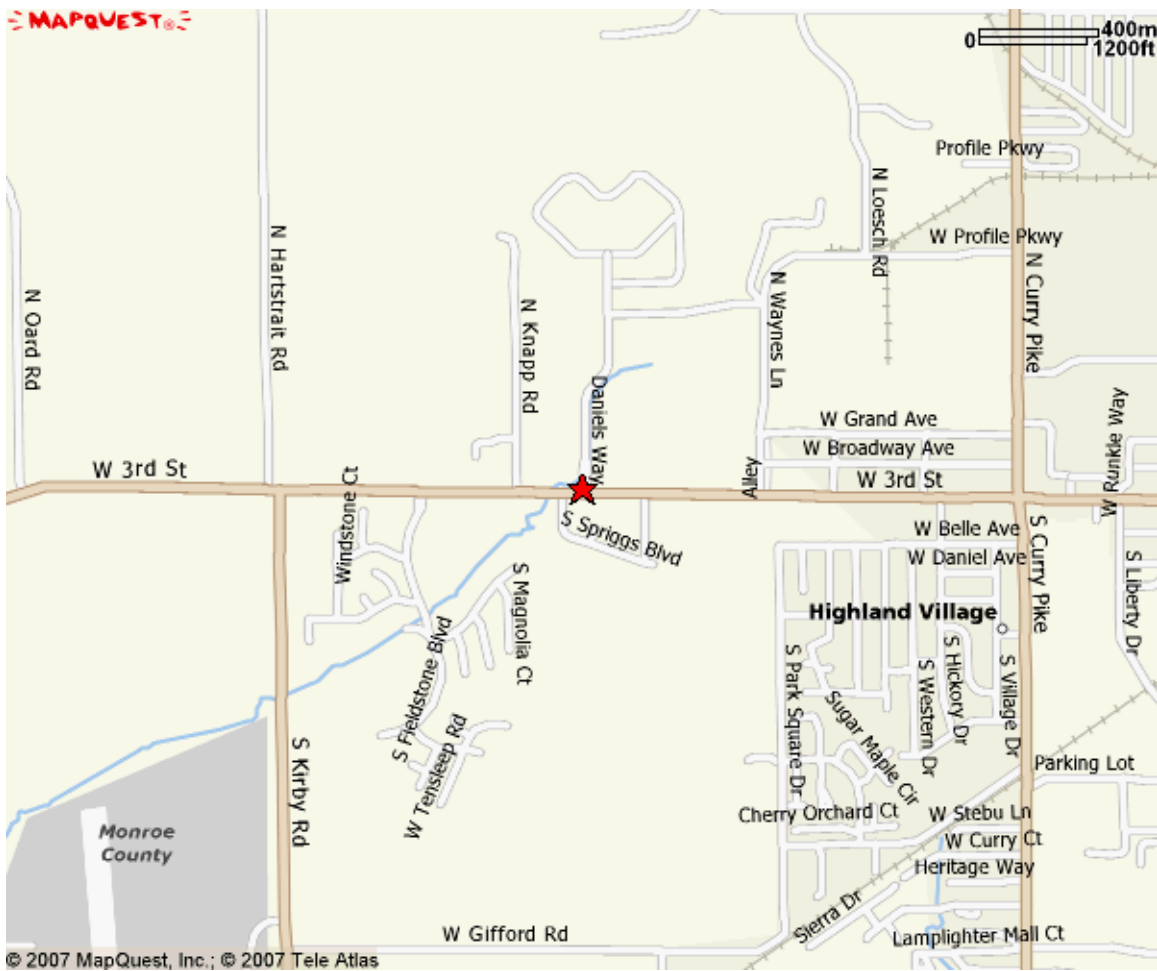 MAPQUEST®
400m
0
1200ft
Profile Pkwy
N Loesch Rd
W Profile Pkwy
N Oard Rd
N Hartstrait Rd
N Knapp Rd
N Waynes Ln
N Curry Pike
Daniels Way
W Grand Ave
W Broadway Ave
W Runkle Way
W 3rd St
Alley
W 3rd St
Windstone Ct
S Spriggs Blvd
W Belle Ave
W Daniel Ave
S Curry Pike
S Liberty Dr
S Magnolia Ct
Highland Village
S Fieldstone Blvd
W Tensleep Rd
S Park Square Dr
Sugar Maple Cir
S Western Dr
S Hickory Dr
S Village Dr
S Kirby Rd
Parking Lot
Monroe
County
Cherry Orchard Ct
W Stebu Ln
W Curry Ct
Heritage Way
Sierra Dr
W Gifford Rd
Lamplighter Mall Ct
© 2007 MapQuest, Inc.; © 2007 Tele Atlas